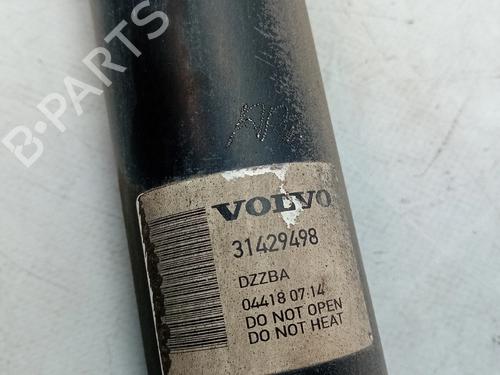 B-PARTS
VOLVO
31429498
DZZBA
04418 07:14
DO NOT OPEN
DO NOT HEAT